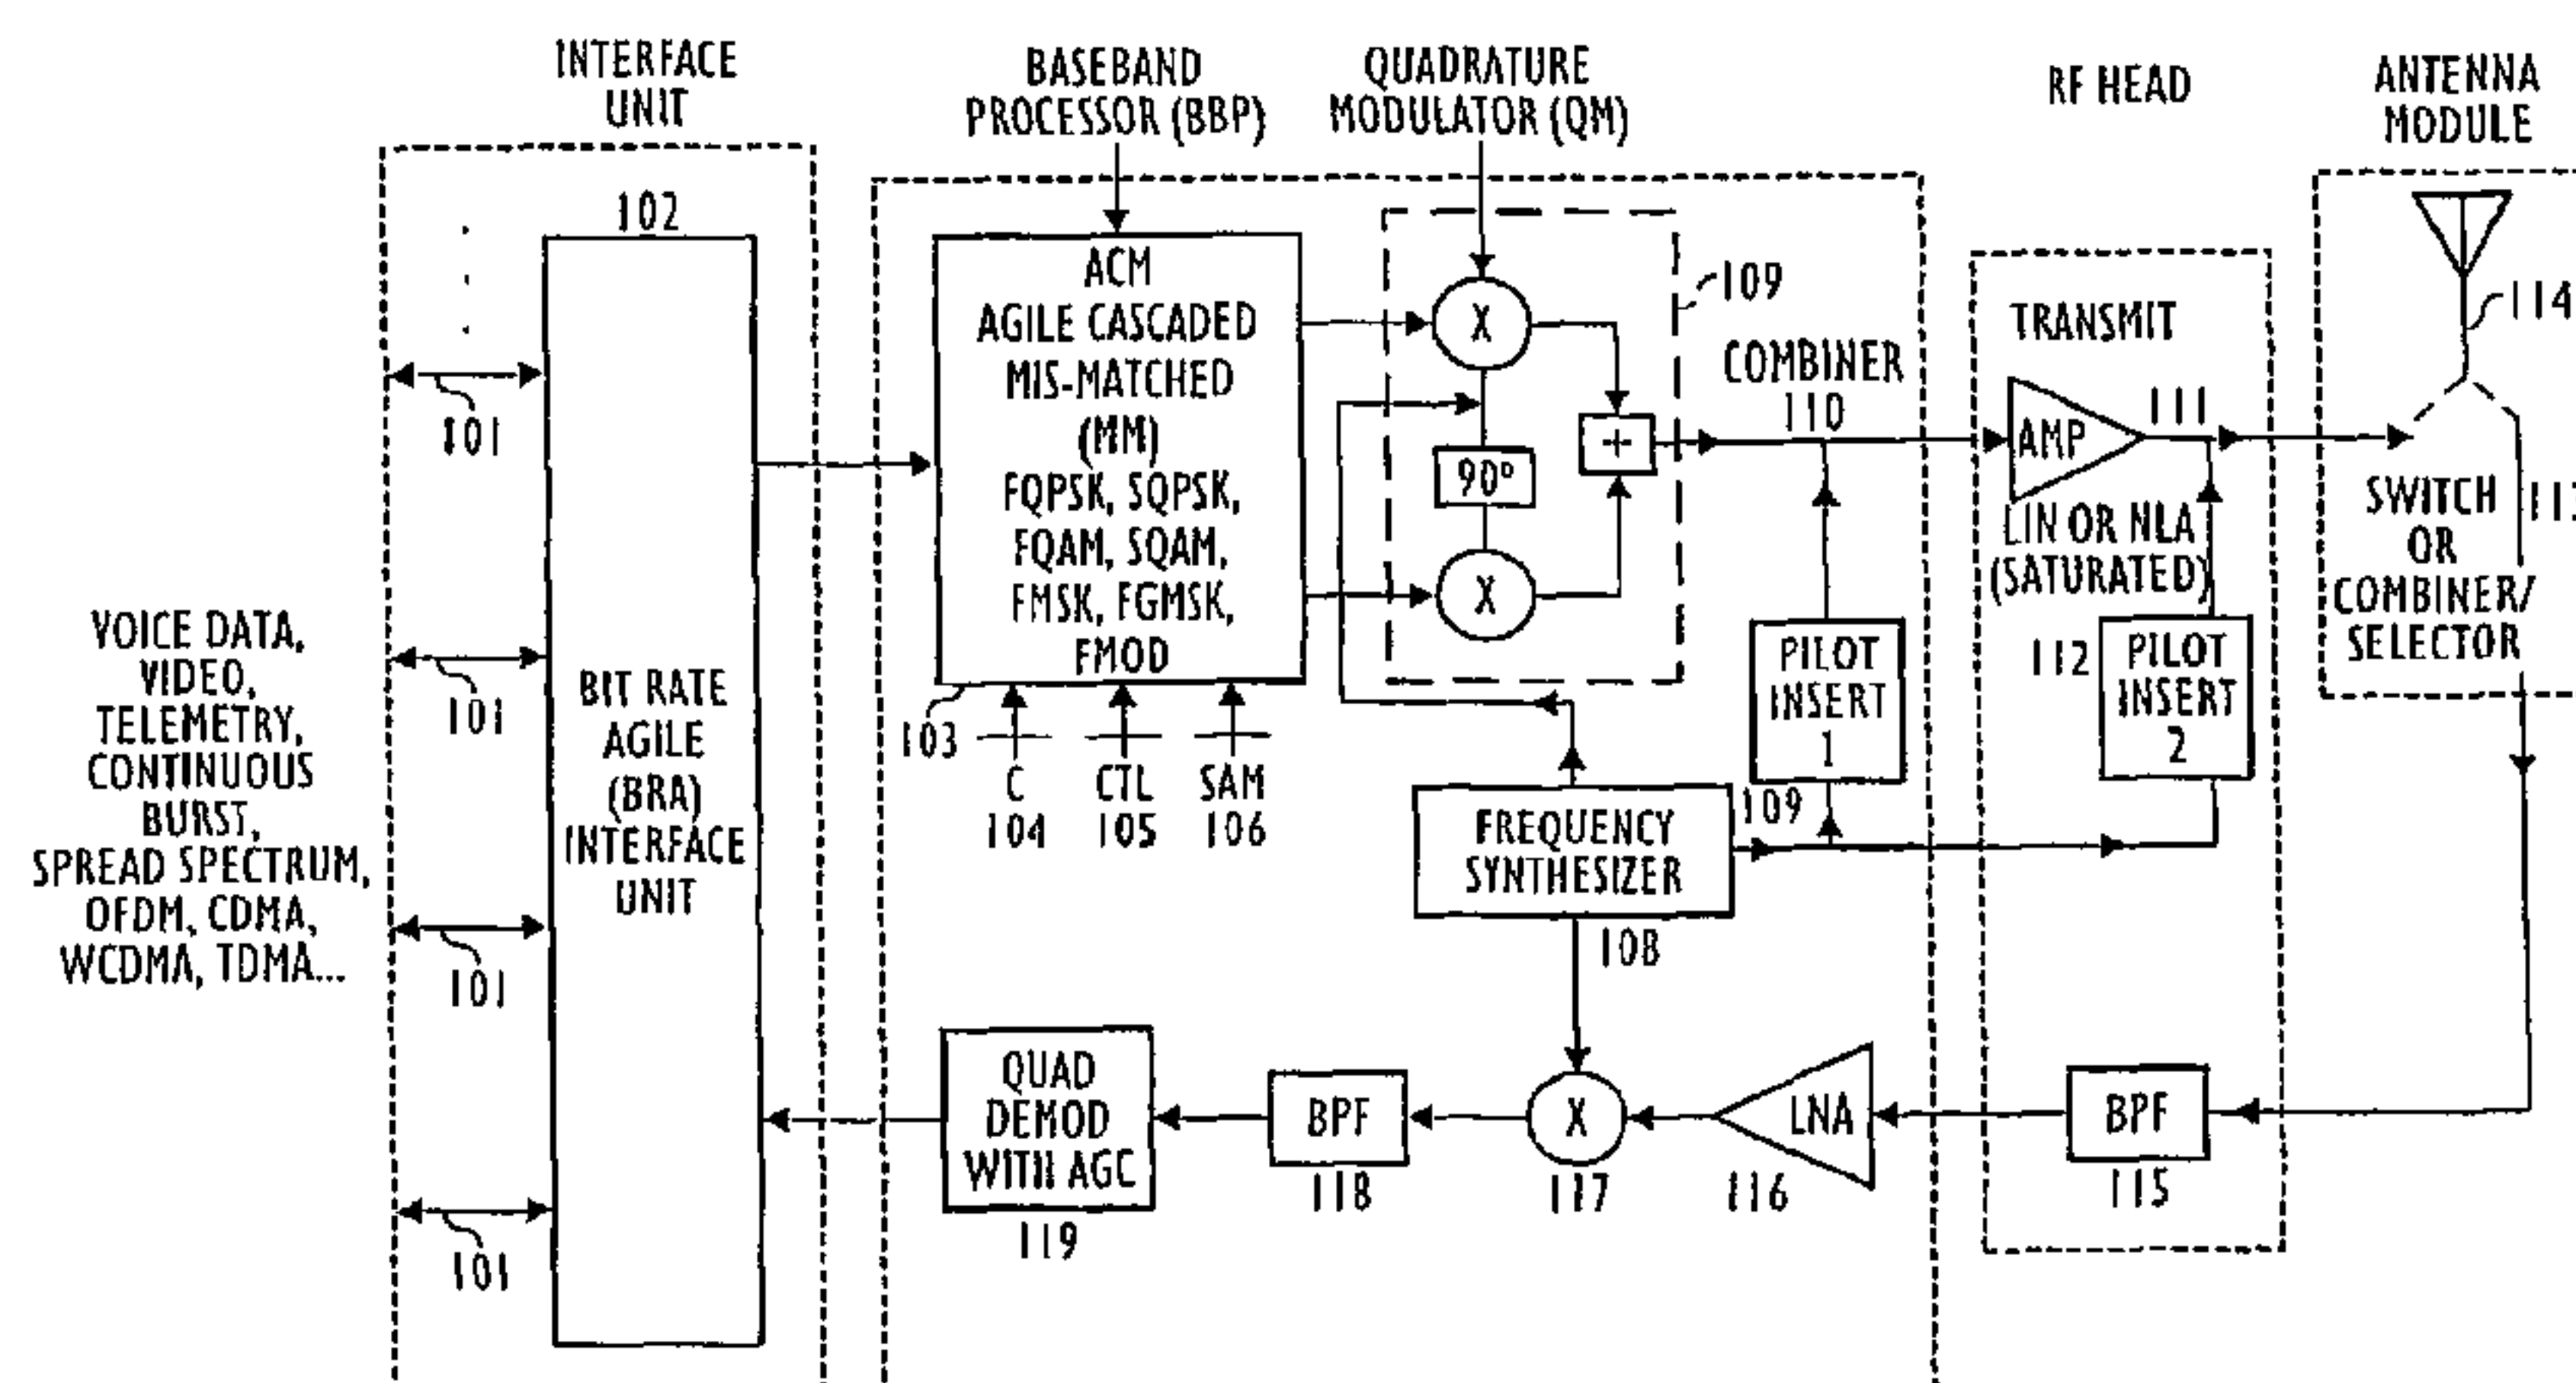 INTERFACE
UNIT
BASEBAND
PROCESSOR (BBP)
QUADRATURE
MODULATOR (QM)
RF HEAD
ANTENNA
MODULE
102
ACM
AGILE CASCADED
MIS-MATCHED
(MM)
FQPSK, SQPSK,
FQAM, SQAM,
FMSK, FGMSK,
FMOD
X
90°
X
+
109
COMBINER
110
TRANSMIT
AMP
111
LIN OR NLA
(SATURATED)
114
SWITCH
OR
COMBINER/
SELECTOR
101
101
101
101
VOICE DATA,
VIDEO,
TELEMETRY,
CONTINUOUS
BURST,
SPREAD SPECTRUM,
OFDM, CDMA,
WCDMA, TDMA...
BIT RATE
AGILE
(BRA)
INTERFACE
UNIT
103
C
104
CTL
105
SAM
106
PILOT
INSERT
1
109
112
PILOT
INSERT
2
FREQUENCY
SYNTHESIZER
108
QUAD
DEMOD
WITH AGC
119
BPF
118
X
117
LNA
116
BPF
115